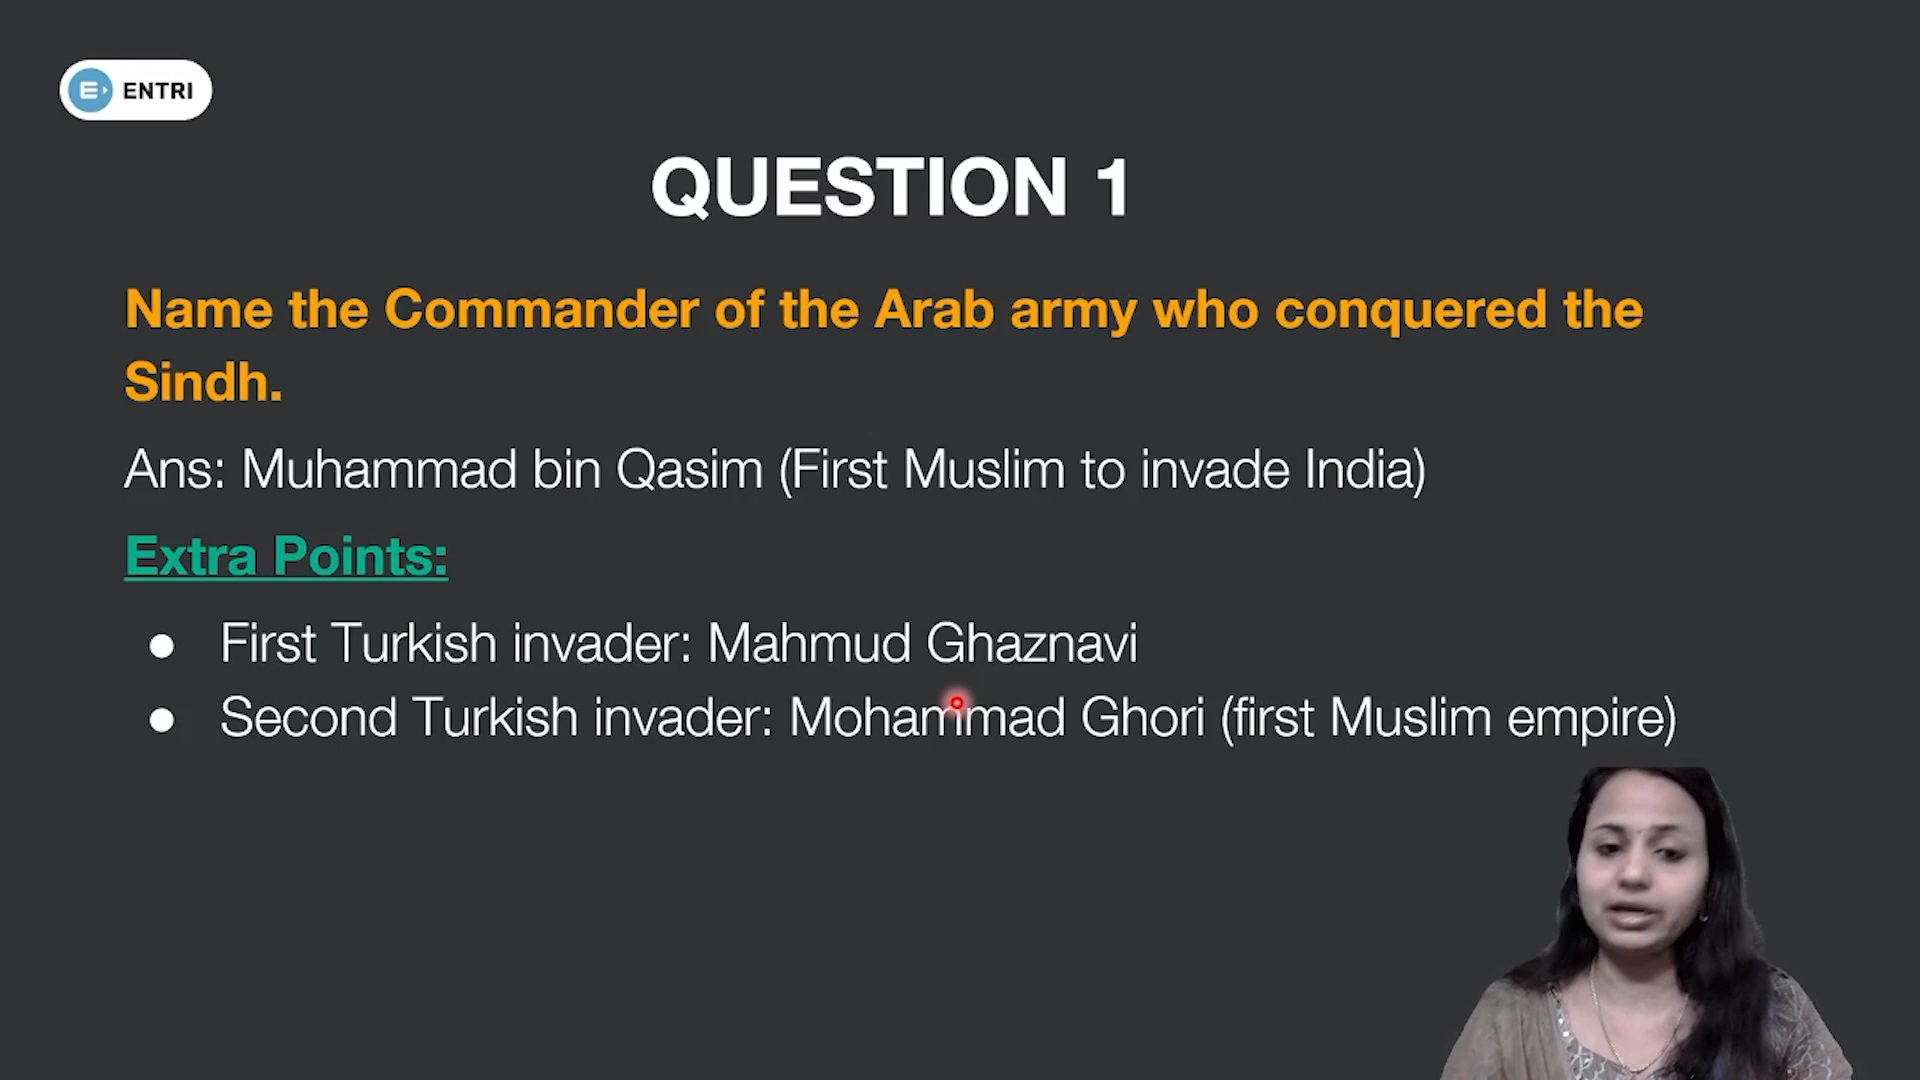 ENTRI
QUESTION 1
Name the Commander of the Arab army who conquered the
Sindh.
Ans: Muhammad bin Qasim (First Muslim to invade India)
Extra Points:
● First Turkish invader: Mahmud Ghaznavi
● Second Turkish invader: Mohammad Ghori (first Muslim empire)